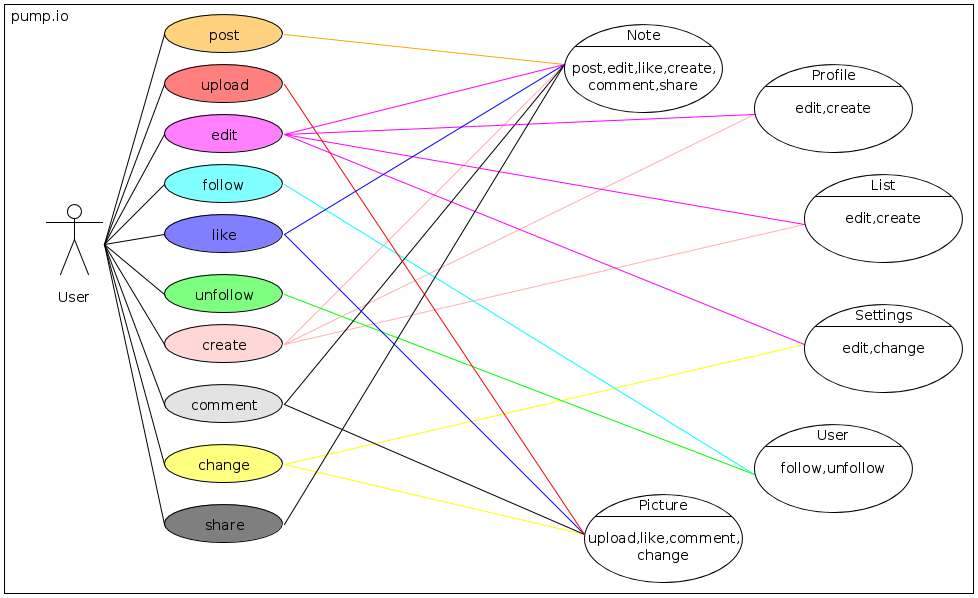 pump.io
post
upload
edit
follow
like
unfollow
create
comment
change
share
User
Note
post,edit,like,create,
comment,share
Profile
edit,create
List
edit,create
Settings
edit,change
User
follow,unfollow
Picture
upload,like,comment,
change